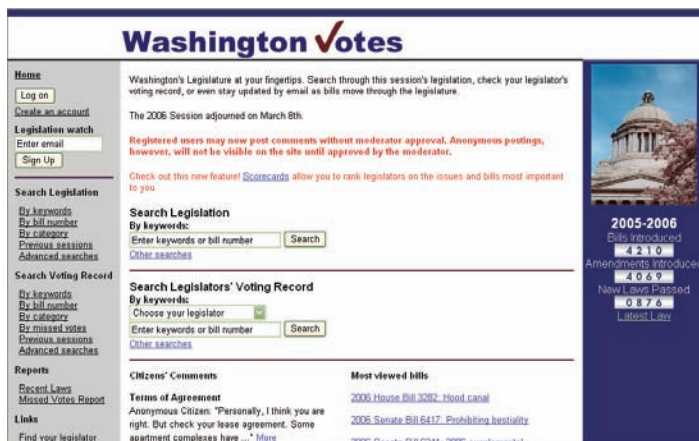 Washington Votes
Home
Log on
Create an account
Legislation watch
Enter email
Sign Up
Search Legislation
By keywords
By bill number
By category
Previous sessions
Advanced searches
Search Voting Record
By keywords
By bill number
By category
By missed votes
Previous sessions
Advanced searches
Reports
Recent Laws
Missed Votes Report
Links
Find your legislator
Washington's Legislature at your fingertips. Search through this session's legislation, check your legislator's
voting record, or even stay updated by email as bills move through the legislature.
The 2006 Session adjourned on March 8th.
Registered users may now post comments without moderator approval. Anonymous postings,
however, will not be visible on the site until approved by the moderator.
Check out this new feature! Scorecards allow you to rank legislators on the issues and bills most important
to you
Search Legislation
By keywords:
Enter keywords or bill number Search
Other searches
Search Legislators' Voting Record
By keywords:
Choose your legislator
Enter keywords or bill number Search
Other searches
Citizens' Comments
Terms of Agreement
Anonymous Citizen: "Personally, I think you are
right. But check your lease agreement. Some
apartment complexes have ..." More
Most viewed bills
2006 House Bill 3282: Hood canal
2006 Senate Bill 6417: Prohibiting bestiality
2005-2006
Bills Introduced
4210
Amendments Introduced
4069
New Laws Passed
0876
Latest Law